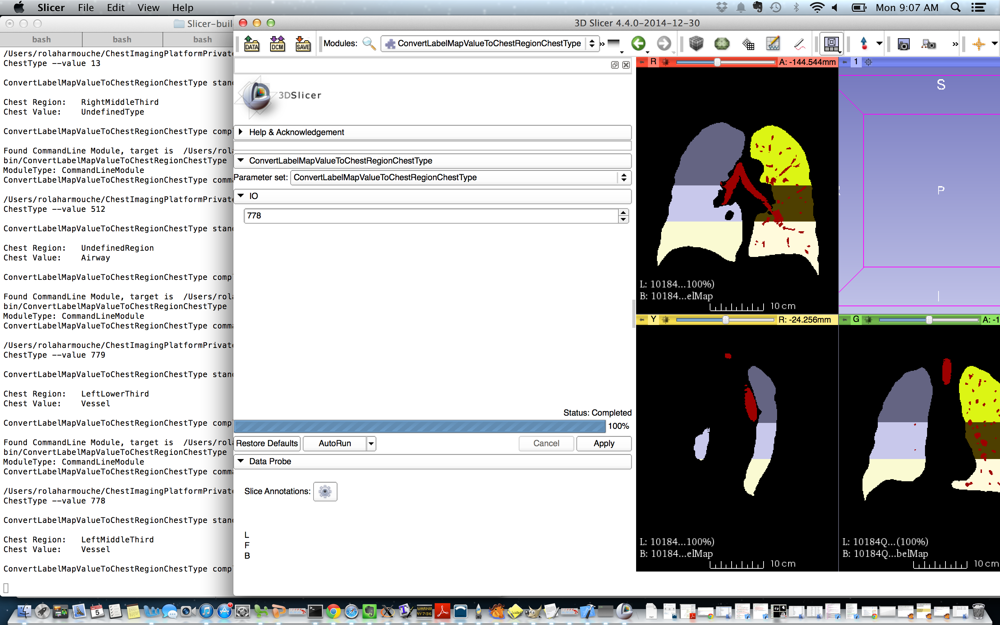 Slicer File Edit View Help
Mon 9:07 AM
Slicer-buil
3D Slicer 4.4.0-2014-12-30
bash bash bash
/Users/rolaharmouche/ChestImagingPlatformPrivate
ChestType --value 13
ConvertLabelMapValueToChestRegionChestType stan
Chest Region: RightMiddleThird
Chest Value: UndefinedType
ConvertLabelMapValueToChestRegionChestType comp
Found CommandLine Module, target is /Users/rol
bin/ConvertLabelMapValueToChestRegionChestType
ModuleType: CommandLineModule
ConvertLabelMapValueToChestRegionChestType comm
/Users/rolaharmouche/ChestImagingPlatformPrivate
ChestType --value 512
ConvertLabelMapValueToChestRegionChestType stan
Chest Region: UndefinedRegion
Chest Value: Airway
ConvertLabelMapValueToChestRegionChestType comp
Found CommandLine Module, target is /Users/rol
bin/ConvertLabelMapValueToChestRegionChestType
ModuleType: CommandLineModule
ConvertLabelMapValueToChestRegionChestType comm
/Users/rolaharmouche/ChestImagingPlatformPrivate
ChestType --value 779
ConvertLabelMapValueToChestRegionChestType stan
Chest Region: LeftLowerThird
Chest Value: Vessel
ConvertLabelMapValueToChestRegionChestType comp
Found CommandLine Module, target is /Users/rol
bin/ConvertLabelMapValueToChestRegionChestType
ModuleType: CommandLineModule
ConvertLabelMapValueToChestRegionChestType comm
/Users/rolaharmouche/ChestImagingPlatformPrivate
ChestType --value 778
ConvertLabelMapValueToChestRegionChestType stan
Chest Region: LeftMiddleThird
Chest Value: Vessel
ConvertLabelMapValueToChestRegionChestType comp
DATA DCM SAVE Modules: ConvertLabelMapValueToChestRegionChestType »
»
3DSlicer
Help & Acknowledgement
ConvertLabelMapValueToChestRegionChestType
Parameter set: ConvertLabelMapValueToChestRegionChestType
IO
778
Status: Completed
100%
Restore Defaults AutoRun Cancel Apply
Data Probe
Slice Annotations:
L
F
B
R A: -144.544mm
L: 10184...100%)
B: 10184...elMap
10 cm
1
S
P
I
Y R: -24.256mm
L: 10184...100%)
B: 10184...elMap
10 cm
G A: -1
L: 10184Q...(100%)
B: 10184Q...belMap
10 cm